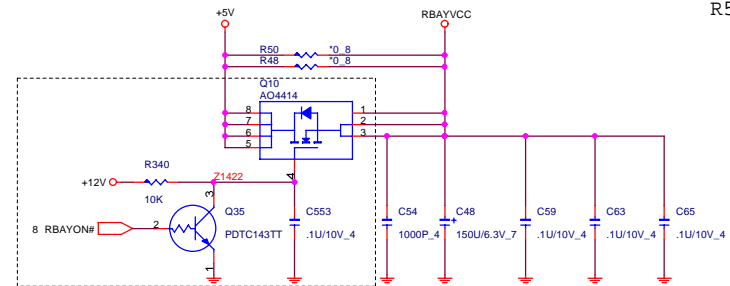 +5V
RBAYVCC
R5
R50
*0_8
R48
*0_8
Q10
AO4414
8
7
6
5
1
2
3
4
R340
Z1422
+12V
10K
3
8 RBAYON#
2
1
Q35
PDTC143TT
C553
.1U/10V_4
C54
1000P_4
C48
+
150U/6.3V_7
C59
.1U/10V_4
C63
.1U/10V_4
C65
.1U/10V_4